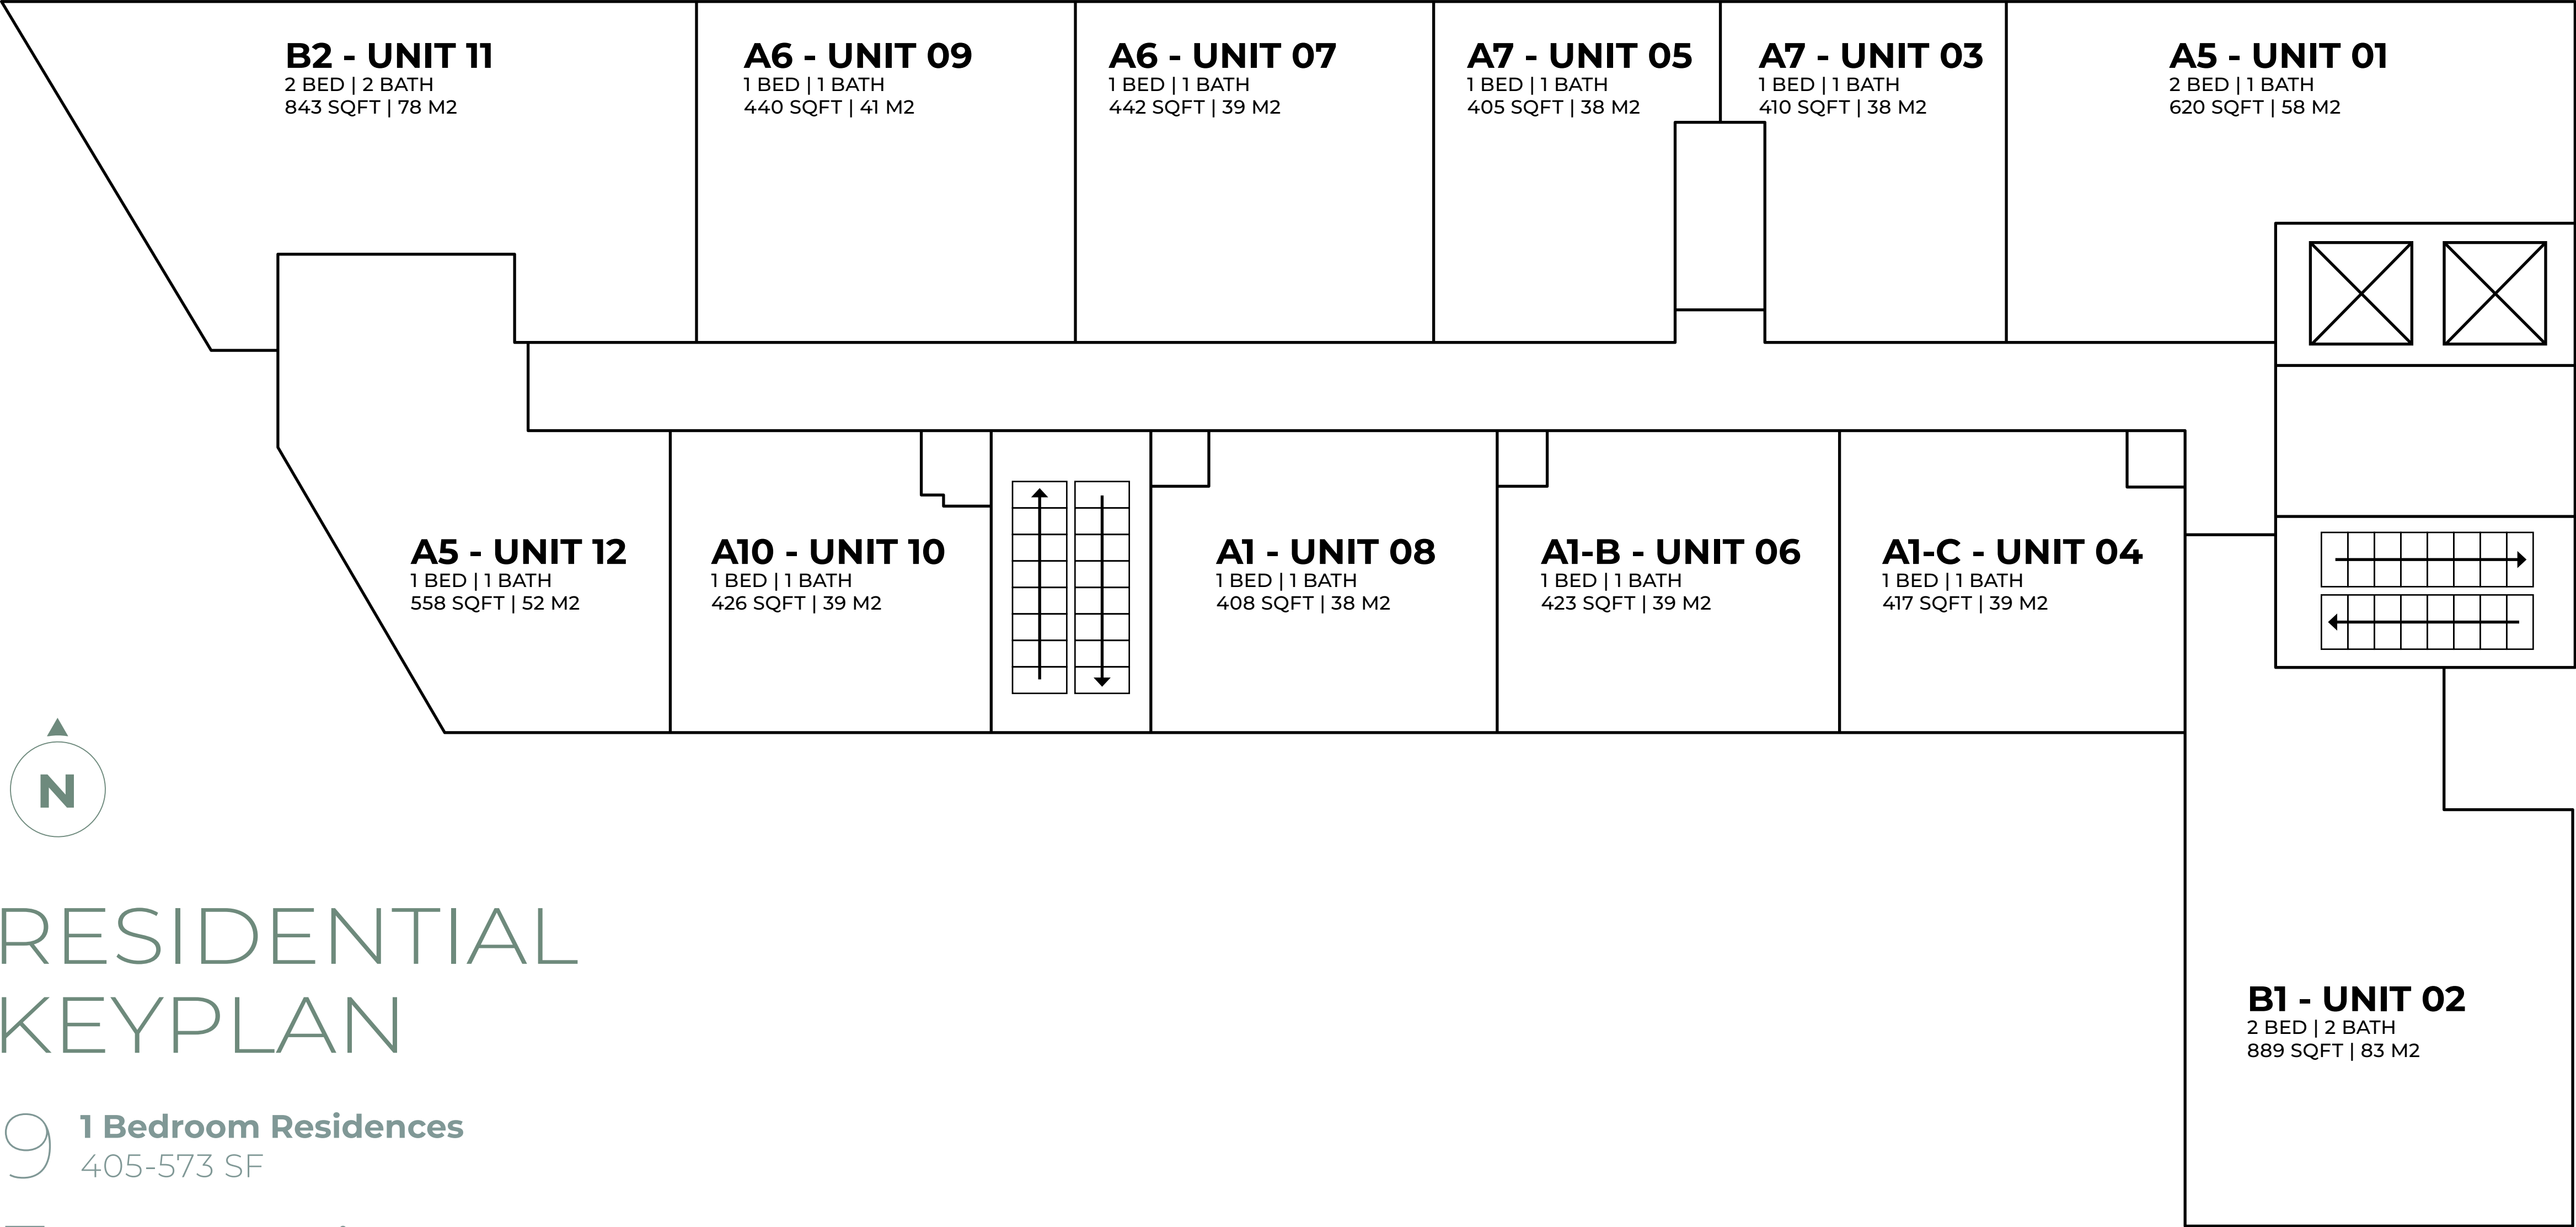 B2 - UNIT 11
2 BED | 2 BATH
843 SQFT | 78 M2
A6 - UNIT 09
1 BED | 1 BATH
440 SQFT | 41 M2
A6 - UNIT 07
1 BED | 1 BATH
442 SQFT | 39 M2
A7 - UNIT 05
1 BED | 1 BATH
405 SQFT | 38 M2
A7 - UNIT 03
1 BED | 1 BATH
410 SQFT | 38 M2
A5 - UNIT 01
2 BED | 1 BATH
620 SQFT | 58 M2
A5 - UNIT 12
1 BED | 1 BATH
558 SQFT | 52 M2
A10 - UNIT 10
1 BED | 1 BATH
426 SQFT | 39 M2
A1 - UNIT 08
1 BED | 1 BATH
408 SQFT | 38 M2
A1-B - UNIT 06
1 BED | 1 BATH
423 SQFT | 39 M2
A1-C - UNIT 04
1 BED | 1 BATH
417 SQFT | 39 M2
B1 - UNIT 02
2 BED | 2 BATH
889 SQFT | 83 M2
N
RESIDENTIAL
KEYPLAN
9 1 Bedroom Residences
405-573 SF